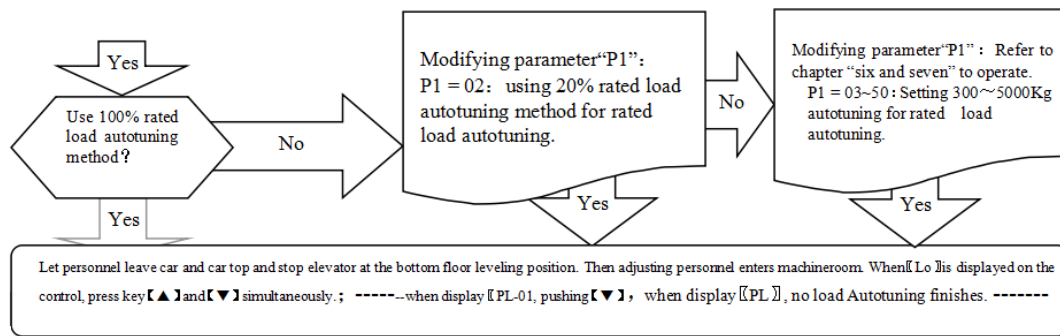 Yes
Use 100% rated
load autotuning
method？
No
Modifying parameter“P1”：
P1 = 02：using 20% rated load
autotuning method for rated
load autotuning.
No
Modifying parameter“P1”：Refer to
chapter “six and seven” to operate.
P1 = 03~50：Setting 300～5000Kg
autotuning for rated load
autotuning.
Yes
Yes
Yes
Let personnel leave car and car top and stop elevator at the bottom floor leveling position. Then adjusting personnel enters machineroom. When〖Lo〗is displayed on the
control, press key【▲】and【▼】simultaneously.；-------when display〖PL-01, pushing【▼】，when display〖PL〗, no load Autotuning finishes. -------